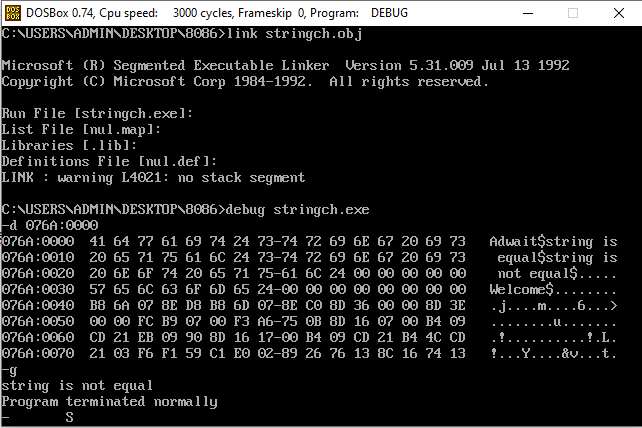 DOS BOX DOSBox 0.74, Cpu speed: 3000 cycles, Frameskip 0, Program: DEBUG
C:\USERS\ADMIN\DESKTOP\8086>link stringch.obj
Microsoft (R) Segmented Executable Linker  Version 5.31.009 Jul 13 1992
Copyright (C) Microsoft Corp 1984-1992.  All rights reserved.
Run File [stringch.exe]:
List File [nul.map]:
Libraries [.lib]:
Definitions File [nul.def]:
LINK : warning L4021: no stack segment
C:\USERS\ADMIN\DESKTOP\8086>debug stringch.exe
-d 076A:0000
076A:0000  41 64 77 61 69 74 24 73-74 72 69 6E 67 20 69 73   Adwait$string is
076A:0010  20 65 71 75 61 6C 24 73-74 72 69 6E 67 20 69 73    equal$string is
076A:0020  20 6E 6F 74 20 65 71 75-61 6C 24 00 00 00 00 00    not equal$.....
076A:0030  57 65 6C 63 6F 6D 65 24-00 00 00 00 00 00 00 00   Welcome$........
076A:0040  B8 6A 07 8E D8 B8 6D 07-8E C0 8D 36 00 00 8D 3E   .j....m....6...>
076A:0050  00 00 FC B9 07 00 F3 A6-75 0B 8D 16 07 00 B4 09   ........u.......
076A:0060  CD 21 EB 09 90 8D 16 17-00 B4 09 CD 21 B4 4C CD   .!..........!.L.
076A:0070  21 03 F6 F1 59 C1 E0 02-89 26 76 13 8C 16 74 13   !...Y....&v...t.
-g
string is not equal
Program terminated normally
-      S